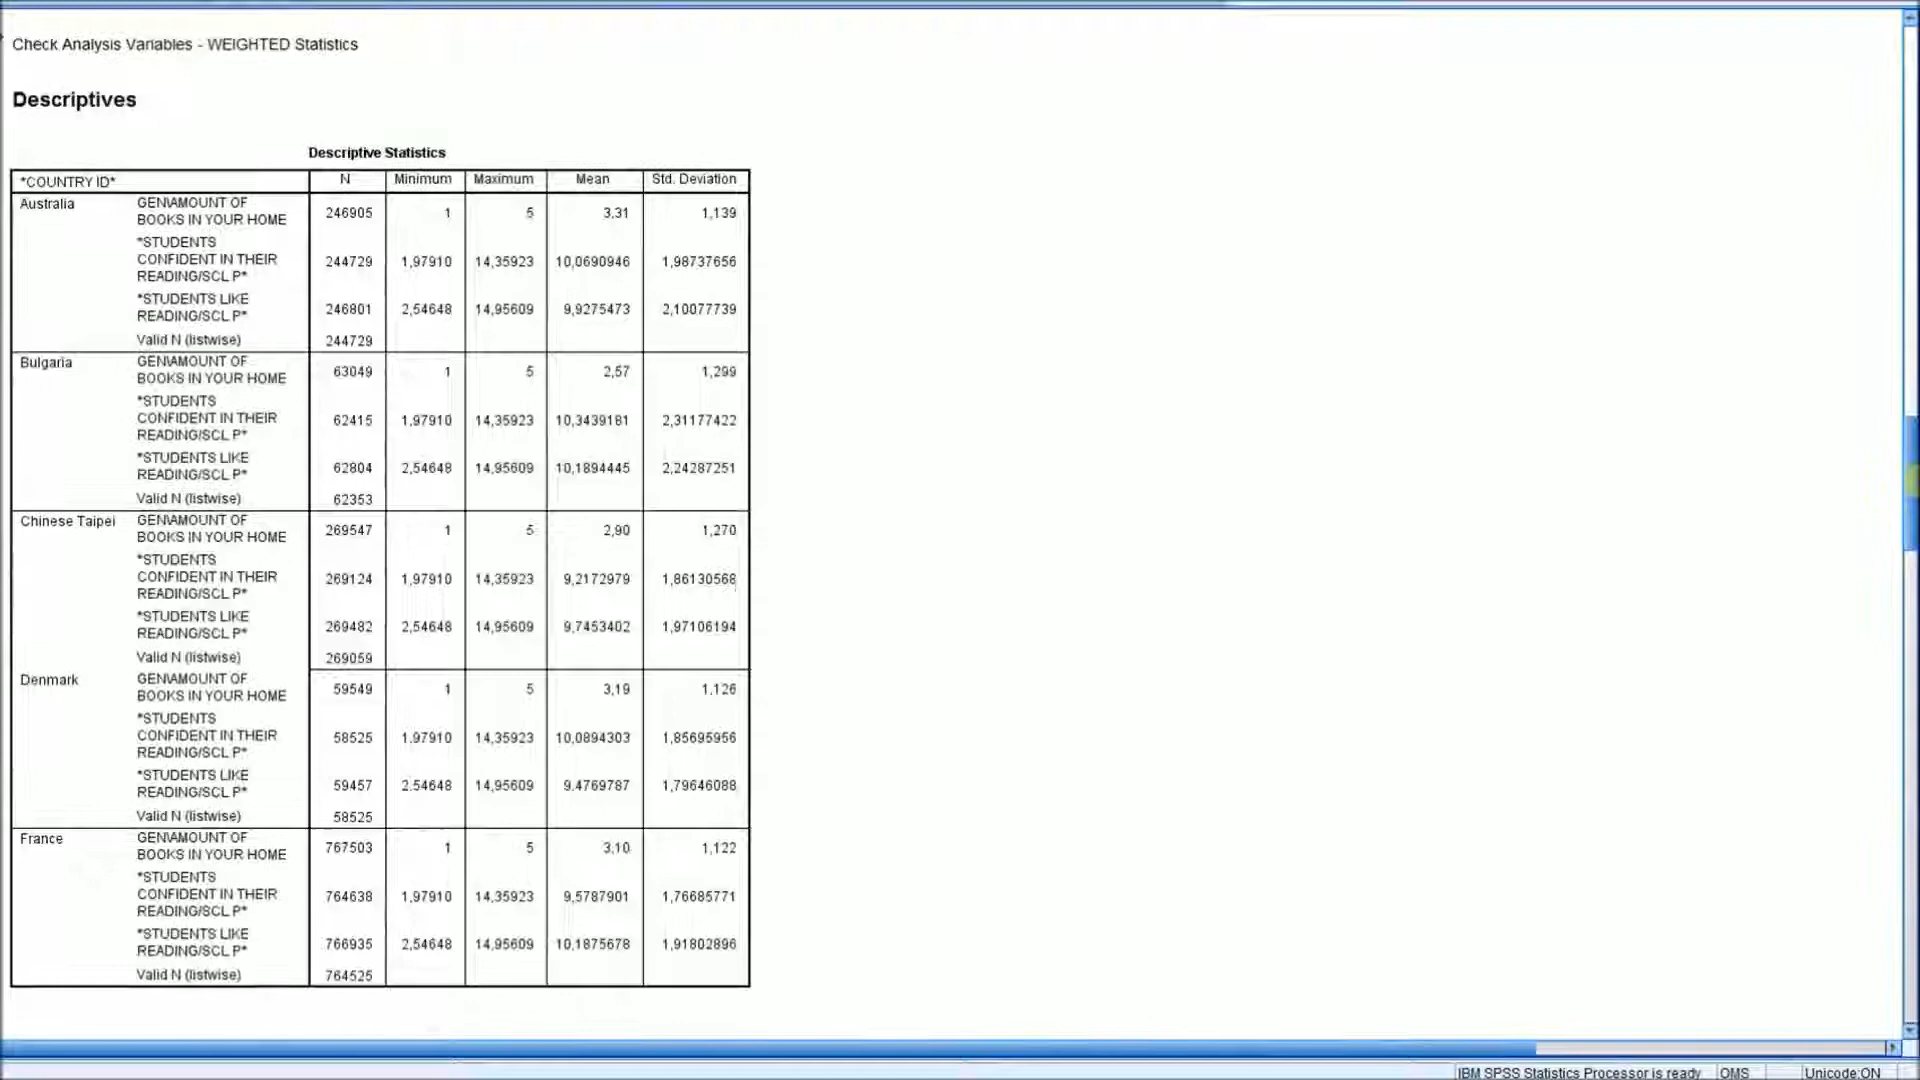 Check Analysis Variables - WEIGHTED Statistics
Descriptives
Descriptive Statistics
*COUNTRY ID* N Minimum Maximum Mean Std. Deviation
Australia GEN\AMOUNT OF
BOOKS IN YOUR HOME 246905 1 5 3,31 1,139
*STUDENTS
CONFIDENT IN THEIR
READING/SCL P* 244729 1,97910 14,35923 10,0690946 1,98737656
*STUDENTS LIKE
READING/SCL P* 246801 2,54648 14,95609 9,9275473 2,10077739
Valid N (listwise) 244729
Bulgaria GEN\AMOUNT OF
BOOKS IN YOUR HOME 63049 1 5 2,57 1,299
*STUDENTS
CONFIDENT IN THEIR
READING/SCL P* 62415 1,97910 14,35923 10,3439181 2,31177422
*STUDENTS LIKE
READING/SCL P* 62804 2,54648 14,95609 10,1894445 2,24287251
Valid N (listwise) 62353
Chinese Taipei GEN\AMOUNT OF
BOOKS IN YOUR HOME 269547 1 5 2,90 1,270
*STUDENTS
CONFIDENT IN THEIR
READING/SCL P* 269124 1,97910 14,35923 9,2172979 1,86130568
*STUDENTS LIKE
READING/SCL P* 269482 2,54648 14,95609 9,7453402 1,97106194
Valid N (listwise) 269059
Denmark GEN\AMOUNT OF
BOOKS IN YOUR HOME 59549 1 5 3,19 1,126
*STUDENTS
CONFIDENT IN THEIR
READING/SCL P* 58525 1,97910 14,35923 10,0894303 1,85695956
*STUDENTS LIKE
READING/SCL P* 59457 2,54648 14,95609 9,4769787 1,79646088
Valid N (listwise) 58525
France GEN\AMOUNT OF
BOOKS IN YOUR HOME 767503 1 5 3,10 1,122
*STUDENTS
CONFIDENT IN THEIR
READING/SCL P* 764638 1,97910 14,35923 9,5787901 1,76685771
*STUDENTS LIKE
READING/SCL P* 766935 2,54648 14,95609 10,1875678 1,91802896
Valid N (listwise) 764525
IBM SPSS Statistics Processor is ready OMS Unicode:ON